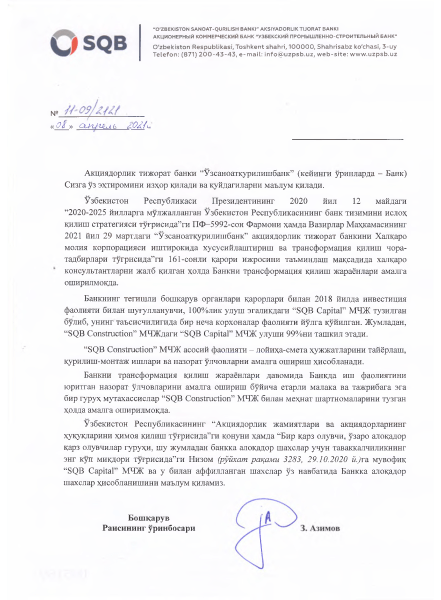 SQB
"O'ZBEKISTON SANOAT-QURILISH BANKI" AKSIYADORLIK TIJORAT BANKI
АКЦИОНЕРНЫЙ КОММЕРЧЕСКИЙ БАНК "УЗБЕКСКИЙ ПРОМЫШЛЕННО-СТРОИТЕЛЬНЫЙ БАНК"
O'zbekiston Respublikasi, Toshkent shahri, 100000, Shahrisabz ko'chasi, 3-uy
Telefon: (871) 200-43-43, e-mail: info@uzpsb.uz, web-site: www.uzpsb.uz
№ 11-09/2121
«08» апрель 2021г
Акциядорлик тижорат банки “Ўзсаноатқурилишбанк” (кейинги ўринларда – Банк)
Сизга ўз эҳтиромини изҳор қилади ва қуйдагиларни маълум қилади.
Ўзбекистон Республикаси Президентининг 2020 йил 12 майдаги
“2020-2025 йилларга мўлжалланган Ўзбекистон Республикасининг банк тизимини ислоҳ
қилиш стратегияси тўғрисида”ги ПФ–5992-сон Фармони ҳамда Вазирлар Маҳкамасининг
2021 йил 29 мартдаги “Ўзсаноатқурилишбанк” акциядорлик тижорат банкини Халқаро
молия корпорацияси иштирокида хусусийлаштириш ва трансформация қилиш чора-
тадбирлари тўғрисида”ги 161-сонли қарори ижросини таъминлаш мақсадида халқаро
консультантларни жалб қилган ҳолда Банкни трансформация қилиш жараёнлари амалга
оширилмоқда.
Банкнинг тегишли бошқарув органлари қарорлари билан 2018 йилда инвестиция
фаолияти билан шуғулланувчи, 100%лик улуш эгаликдаги “SQB Capital” МЧЖ тузилган
бўлиб, унинг таъсисчилигида бир неча корхоналар фаолияти йўлга қўйилган. Жумладан,
“SQB Construction” МЧЖдаги “SQB Capital” МЧЖ улуши 99%ни ташкил этади.
“SQB Construction” МЧЖ асосий фаолияти – лойиха-смета ҳужжатларини тайёрлаш,
қурилиш-монтаж ишлари ва назорат ўлчовларини амалга ошириш ҳисобланади.
Банкни трансформация қилиш жараёнлари давомида Банкда иш фаолиятини
юритган назорат ўлчовларини амалга ошириш бўйича етарли малака ва тажрибага эга
бир гуруҳ мутахассислар “SQB Construction” МЧЖ билан меҳнат шартномаларини тузган
ҳолда амалга оширилмоқда.
Ўзбекистон Республикасининг “Акциядорлик жамиятлари ва акциядорларнинг
ҳуқуқларини ҳимоя қилиш тўғрисида”ги қонуни ҳамда “Бир қарз олувчи, ўзаро алоқадор
қарз олувчилар гуруҳи, шу жумладан банкка алоқадор шахслар учун таваккалчиликнинг
энг кўп миқдори тўғрисида”ги Низом (рўйхат рақами 3283, 29.10.2020 й.)га мувофиқ
“SQB Capital” МЧЖ ва у билан аффилланган шахслар ўз навбатида Банкка алоқадор
шахслар ҳисобланишини маълум қиламиз.
Бошқарув
Раисининг ўринбосари
З. Азимов